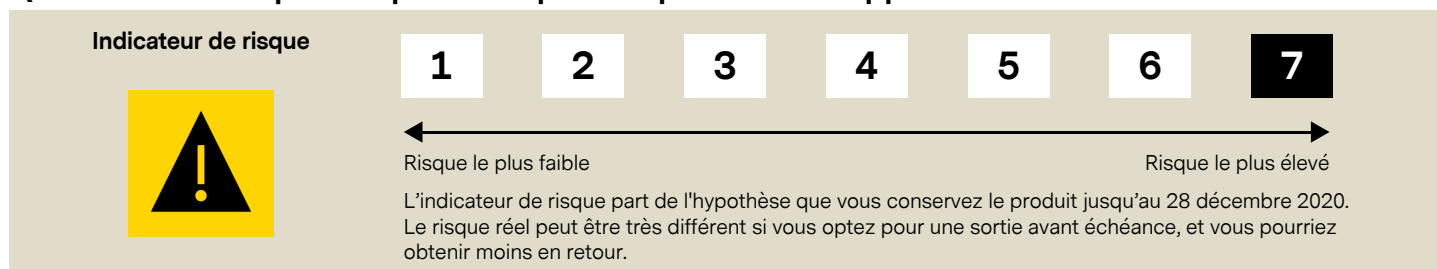 Indicateur de risque
1 2 3 4 5 6 7
Risque le plus faible
Risque le plus élevé
L'indicateur de risque part de l'hypothèse que vous conservez le produit jusqu'au 28 décembre 2020.
Le risque réel peut être très différent si vous optez pour une sortie avant échéance, et vous pourriez
obtenir moins en retour.